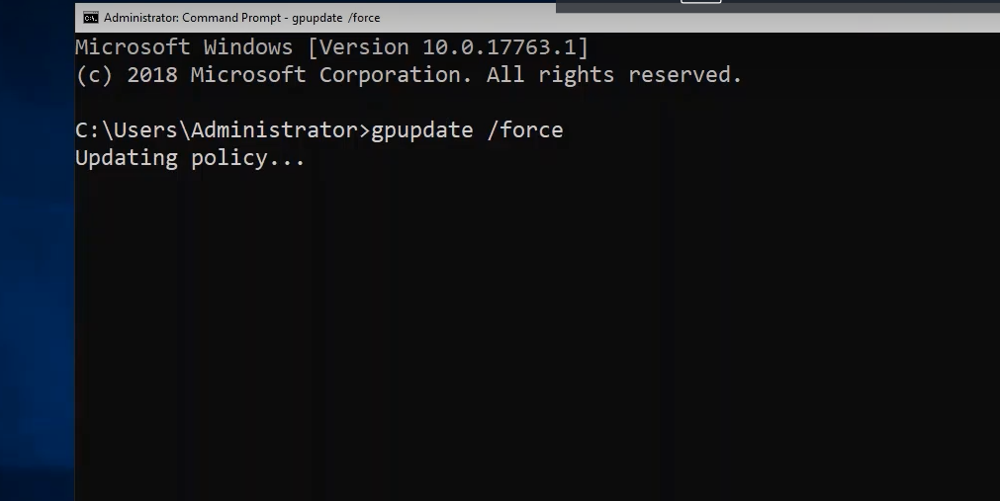 Administrator: Command Prompt - gpupdate /force
Microsoft Windows [Version 10.0.17763.1]
(c) 2018 Microsoft Corporation. All rights reserved.
C:\Users\Administrator>gpupdate /force
Updating policy...